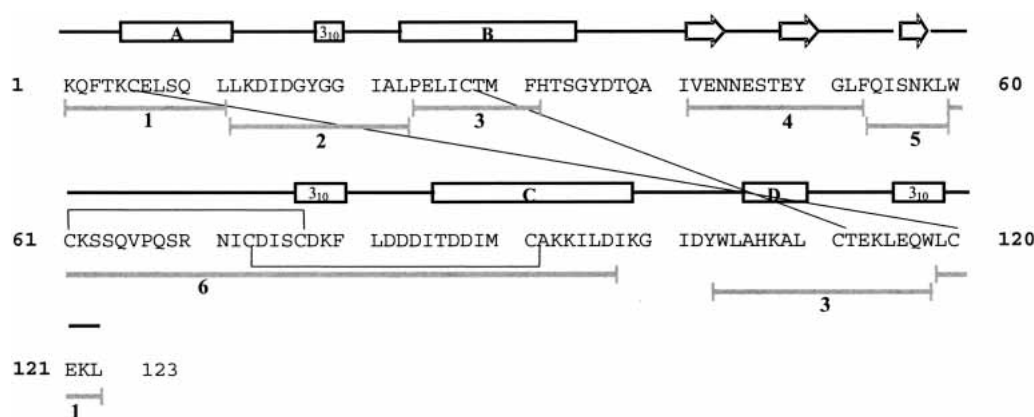 A 3₁₀ B
1 KQFTKCELSQ LLKDIDGYGG IALPELICTM FHTSGYDTQA IVENNESTEY GLFQISNKLW 60
1 2 3 4 5
3₁₀ C D 3₁₀
61 CKSSQVPQSR NICDISCDKF LDDDITDDIM CAKKILDIKG IDYWLAHKAL CTEKLEQWLC 120
6 3
121 EKL 123
1